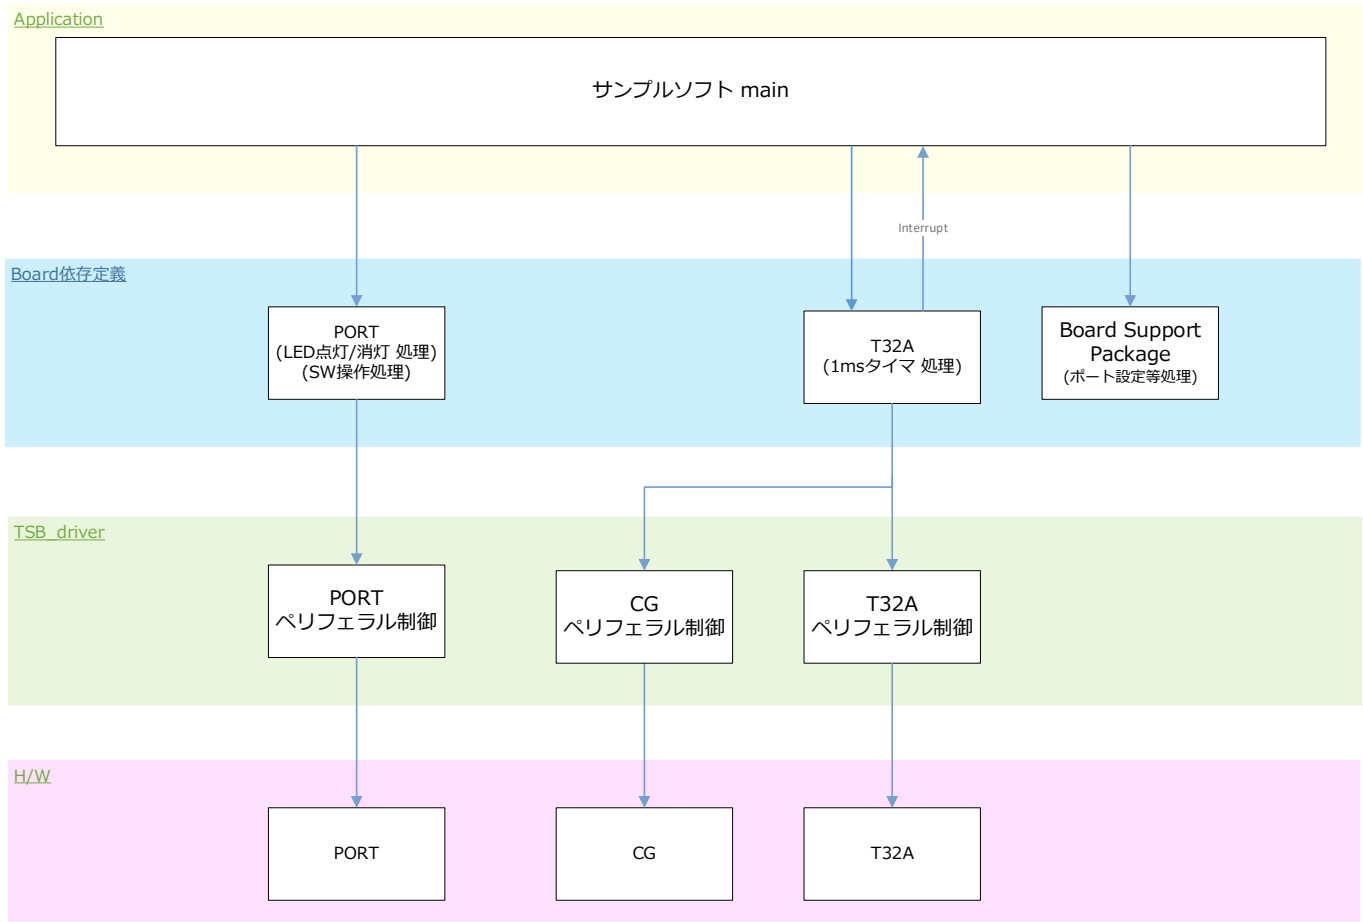 Application
サンプルソフト main
Interrupt
Board依存定義
PORT
(LED点灯/消灯 処理)
(SW操作処理)
T32A
(1msタイマ 処理)
Board Support
Package
(ポート設定等処理)
TSB_driver
PORT
ペリフェラル制御
CG
ペリフェラル制御
T32A
ペリフェラル制御
H/W
PORT
CG
T32A